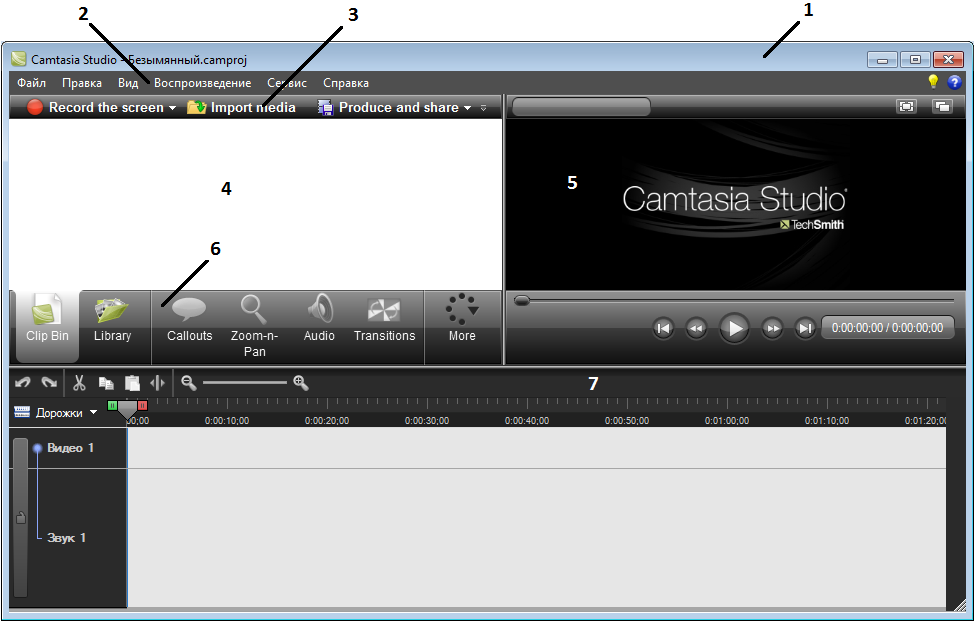 2
3
1
Camtasia Studio - Безымянный.camproj
Файл Правка Вид Воспроизведение Сервис Справка
Record the screen Import media Produce and share
4
5
Camtasia Studio
TechSmith
6
Clip Bin Library Callouts Zoom-n-Pan Audio Transitions More
0:00:00;00 / 0:00:00;00
7
Дорожки
00;00 0:00:10;00 0:00:20;00 0:00:30;00 0:00:40;00 0:00:50;00 0:01:00;00 0:01:10;00 0:01:20;0
Видео 1
Звук 1